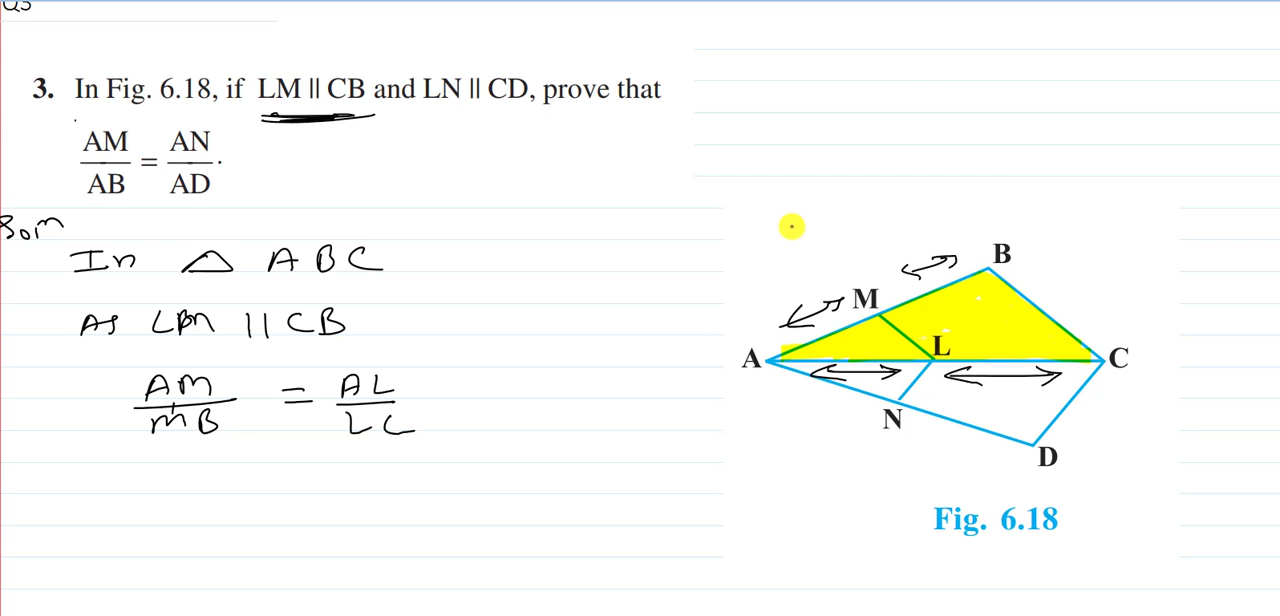 Q3
3. In Fig. 6.18, if LM || CB and LN || CD, prove that
AM/AB = AN/AD.
Soln
In △ ABC
As LM || CB
AM/MB = AL/LC
B
M
A
L
C
N
D
Fig. 6.18